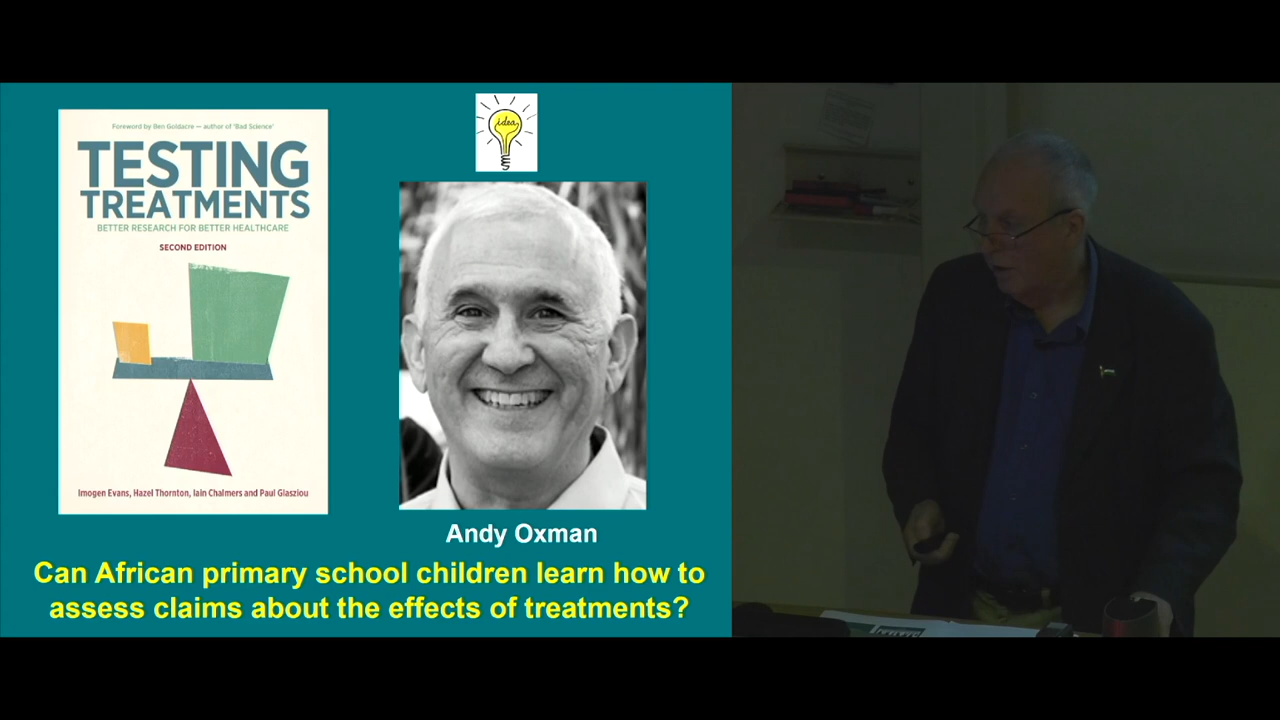 Foreword by Ben Goldacre — author of 'Bad Science'
TESTING
TREATMENTS
BETTER RESEARCH FOR BETTER HEALTHCARE
SECOND EDITION
Imogen Evans, Hazel Thornton, Iain Chalmers and Paul Glasziou
idea
Andy Oxman
Can African primary school children learn how to
assess claims about the effects of treatments?